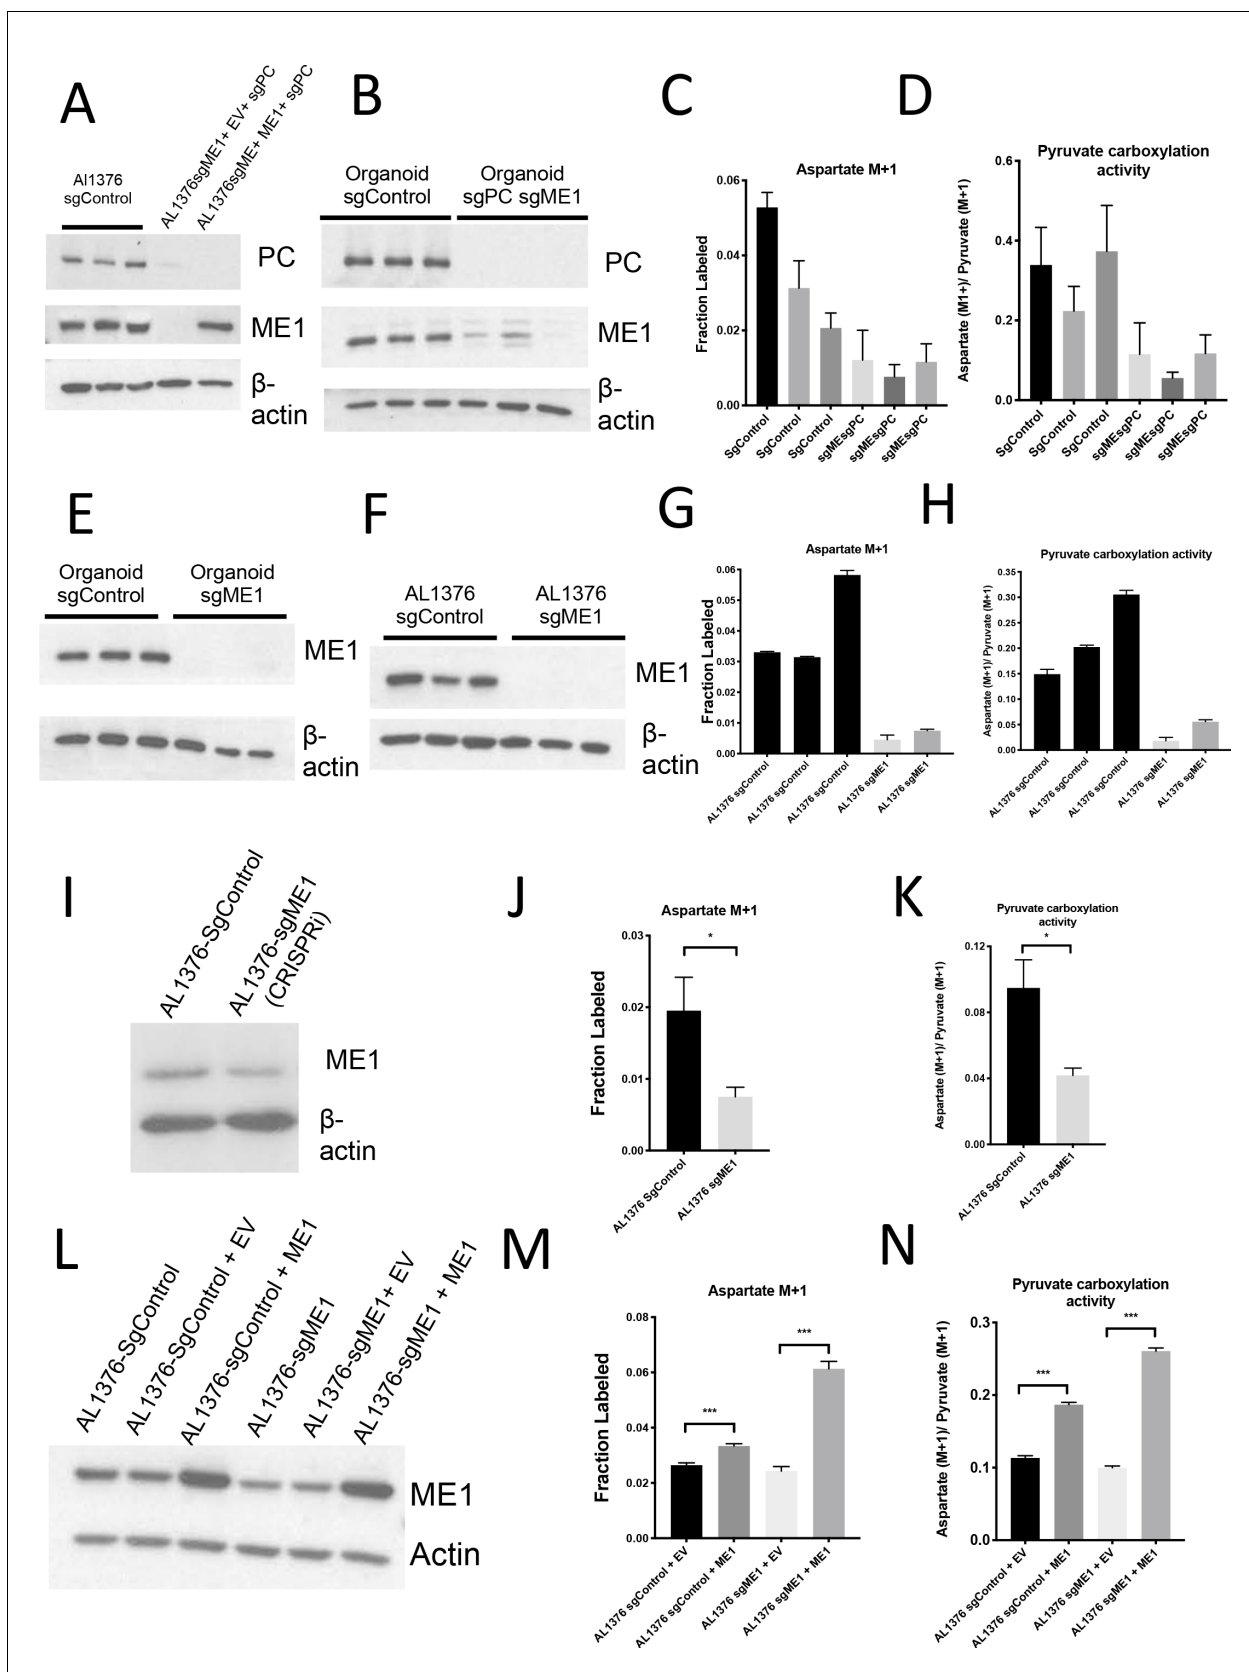 A
Al1376
sgControl
AL1376sgME1+ EV+ sgPC
AL1376sgME+ ME1+ sgPC
PC
ME1
β-
actin
B
Organoid
sgControl
Organoid
sgPC sgME1
PC
ME1
β-
actin
C
Aspartate M+1
Fraction Labeled
0.06
0.04
0.02
0.00
SgControl
SgControl
SgControl
sgMEsgPC
sgMEsgPC
sgMEsgPC
D
Pyruvate carboxylation
activity
Aspartate (M1+)/ Pyruvate (M+1)
0.6
0.4
0.2
0.0
SgControl
SgControl
SgControl
sgMEsgPC
sgMEsgPC
sgMEsgPC
E
Organoid
sgControl
Organoid
sgME1
ME1
β-
actin
F
AL1376
sgControl
AL1376
sgME1
ME1
β-
actin
G
Aspartate M+1
Fraction Labeled
0.06
0.05
0.04
0.03
0.02
0.01
0.00
AL1376 sgControl
AL1376 sgControl
AL1376 sgControl
AL1376 sgME1
AL1376 sgME1
H
Pyruvate carboxylation activity
Aspartate (M+1)/ Pyruvate (M+1)
0.35
0.30
0.25
0.20
0.15
0.10
0.05
0.00
AL1376 sgControl
AL1376 sgControl
AL1376 sgControl
AL1376 sgME1
AL1376 sgME1
I
AL1376-SgControl
AL1376-sgME1
(CRISPRi)
ME1
β-
actin
J
Aspartate M+1
*
Fraction Labeled
0.03
0.02
0.01
0.00
AL1376 SgControl
AL1376 sgME1
K
Pyruvate carboxylation
activity
*
Aspartate (M+1)/ Pyruvate (M+1)
0.12
0.08
0.04
0.00
AL1376 SgControl
AL1376 sgME1
L
AL1376-SgControl
AL1376-SgControl + EV
AL1376-sgControl + ME1
AL1376-sgME1
AL1376-sgME1+ EV
AL1376-sgME1 + ME1
ME1
Actin
M
Aspartate M+1
***
***
Fraction Labeled
0.08
0.06
0.04
0.02
0.00
AL1376 sgControl + EV
AL1376 sgControl + ME1
AL1376 sgME1 + EV
AL1376 sgME1 + ME1
N
Pyruvate carboxylation
activity
***
***
Aspartate (M+1)/ Pyruvate (M+1)
0.3
0.2
0.1
0.0
AL1376 sgControl + EV
AL1376 sgControl + ME1
AL1376 sgME1 + EV
AL1376 sgME1 + ME1